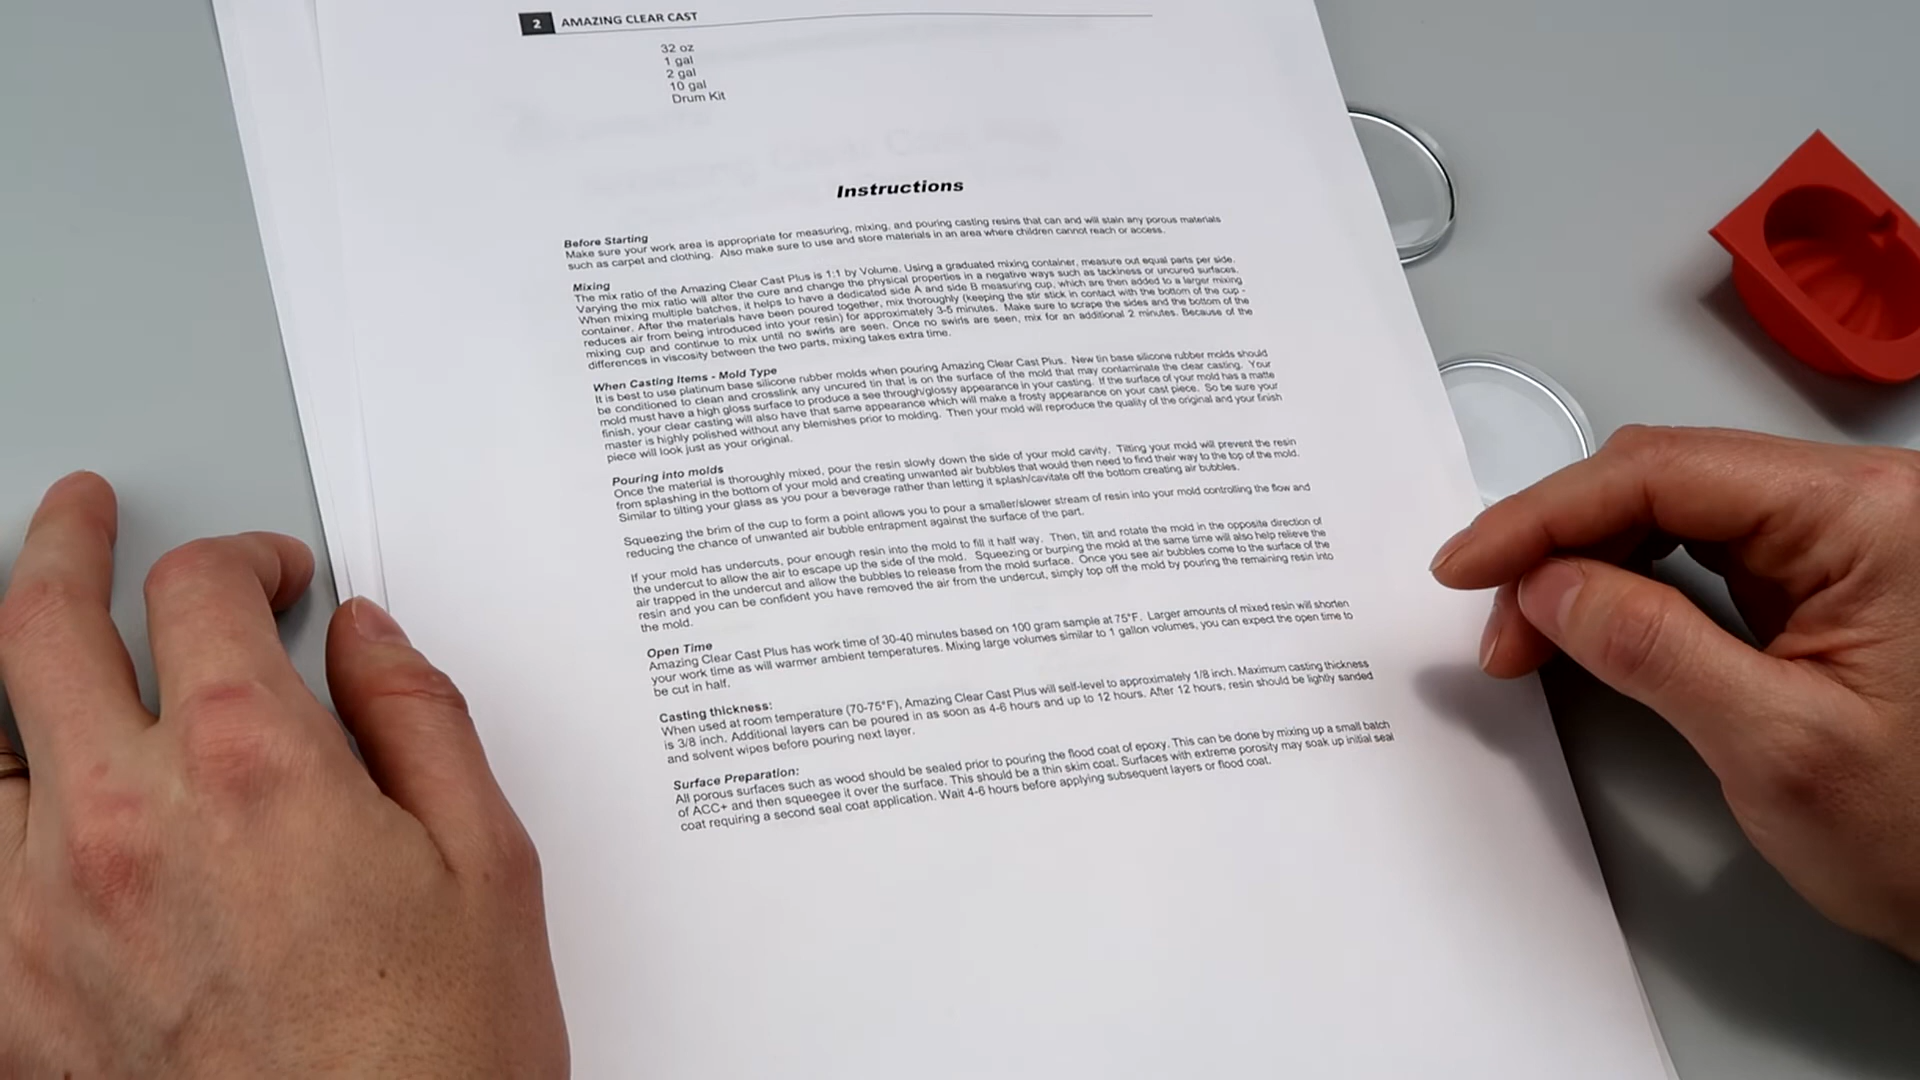 2 AMAZING CLEAR CAST
32 oz
1 gal
2 gal
10 gal
Drum Kit
Instructions
Before Starting
Make sure your work area is appropriate for measuring, mixing, and pouring casting resins that can and will stain any porous materials
such as carpet and clothing. Also make sure to use and store materials in an area where children cannot reach or access.
Mixing
The mix ratio of the Amazing Clear Cast Plus is 1:1 by Volume. Using a graduated mixing container, measure out equal parts per side.
Varying the mix ratio will alter the cure and change the physical properties in a negative ways such as tackiness or uncured surfaces.
When mixing multiple batches, it helps to have a dedicated side A and side B measuring cup, which are then added to a larger mixing
container. After the materials have been poured together, mix thoroughly (keeping the stir stick in contact with the bottom of the cup -
reduces air from being introduced into your resin) for approximately 3-5 minutes. Make sure to scrape the sides and the bottom of the
mixing cup and continue to mix until no swirls are seen. Once no swirls are seen, mix for an additional 2 minutes. Because of the
differences in viscosity between the two parts, mixing takes extra time.
When Casting Items - Mold Type
It is best to use platinum base silicone rubber molds when pouring Amazing Clear Cast Plus. New tin base silicone rubber molds should
be conditioned to clean and crosslink any uncured tin that is on the surface of the mold that may contaminate the clear casting. Your
mold must have a high gloss surface to produce a see through/glossy appearance in your casting. If the surface of your mold has a matte
finish, your clear casting will also have that same appearance which will make a frosty appearance on your cast piece. So be sure your
master is highly polished without any blemishes prior to molding. Then your mold will reproduce the quality of the original and your finish
piece will look just as your original.
Pouring into molds
Once the material is thoroughly mixed, pour the resin slowly down the side of your mold cavity. Tilting your mold will prevent the resin
from splashing in the bottom of your mold and creating unwanted air bubbles that would then need to find their way to the top of the mold.
Similar to tilting your glass as you pour a beverage rather than letting it splash/cavitate off the bottom creating air bubbles.
Squeezing the brim of the cup to form a point allows you to pour a smaller/slower stream of resin into your mold controlling the flow and
reducing the chance of unwanted air bubble entrapment against the surface of the part.
If your mold has undercuts, pour enough resin into the mold to fill it half way. Then, tilt and rotate the mold in the opposite direction of
the undercut to allow the air to escape up the side of the mold. Squeezing or burping the mold at the same time will also help relieve the
air trapped in the undercut and allow the bubbles to release from the mold surface. Once you see air bubbles come to the surface of the
resin and you can be confident you have removed the air from the undercut, simply top off the mold by pouring the remaining resin into
the mold.
Open Time
Amazing Clear Cast Plus has work time of 30-40 minutes based on 100 gram sample at 75°F. Larger amounts of mixed resin will shorten
your work time as will warmer ambient temperatures. Mixing large volumes similar to 1 gallon volumes, you can expect the open time to
be cut in half.
Casting thickness:
When used at room temperature (70-75°F), Amazing Clear Cast Plus will self-level to approximately 1/8 inch. Maximum casting thickness
is 3/8 inch. Additional layers can be poured in as soon as 4-6 hours and up to 12 hours. After 12 hours, resin should be lightly sanded
and solvent wipes before pouring next layer.
Surface Preparation:
All porous surfaces such as wood should be sealed prior to pouring the flood coat of epoxy. This can be done by mixing up a small batch
of ACC+ and then squeegee it over the surface. This should be a thin skim coat. Surfaces with extreme porosity may soak up initial seal
coat requiring a second seal coat application. Wait 4-6 hours before applying subsequent layers or flood coat.